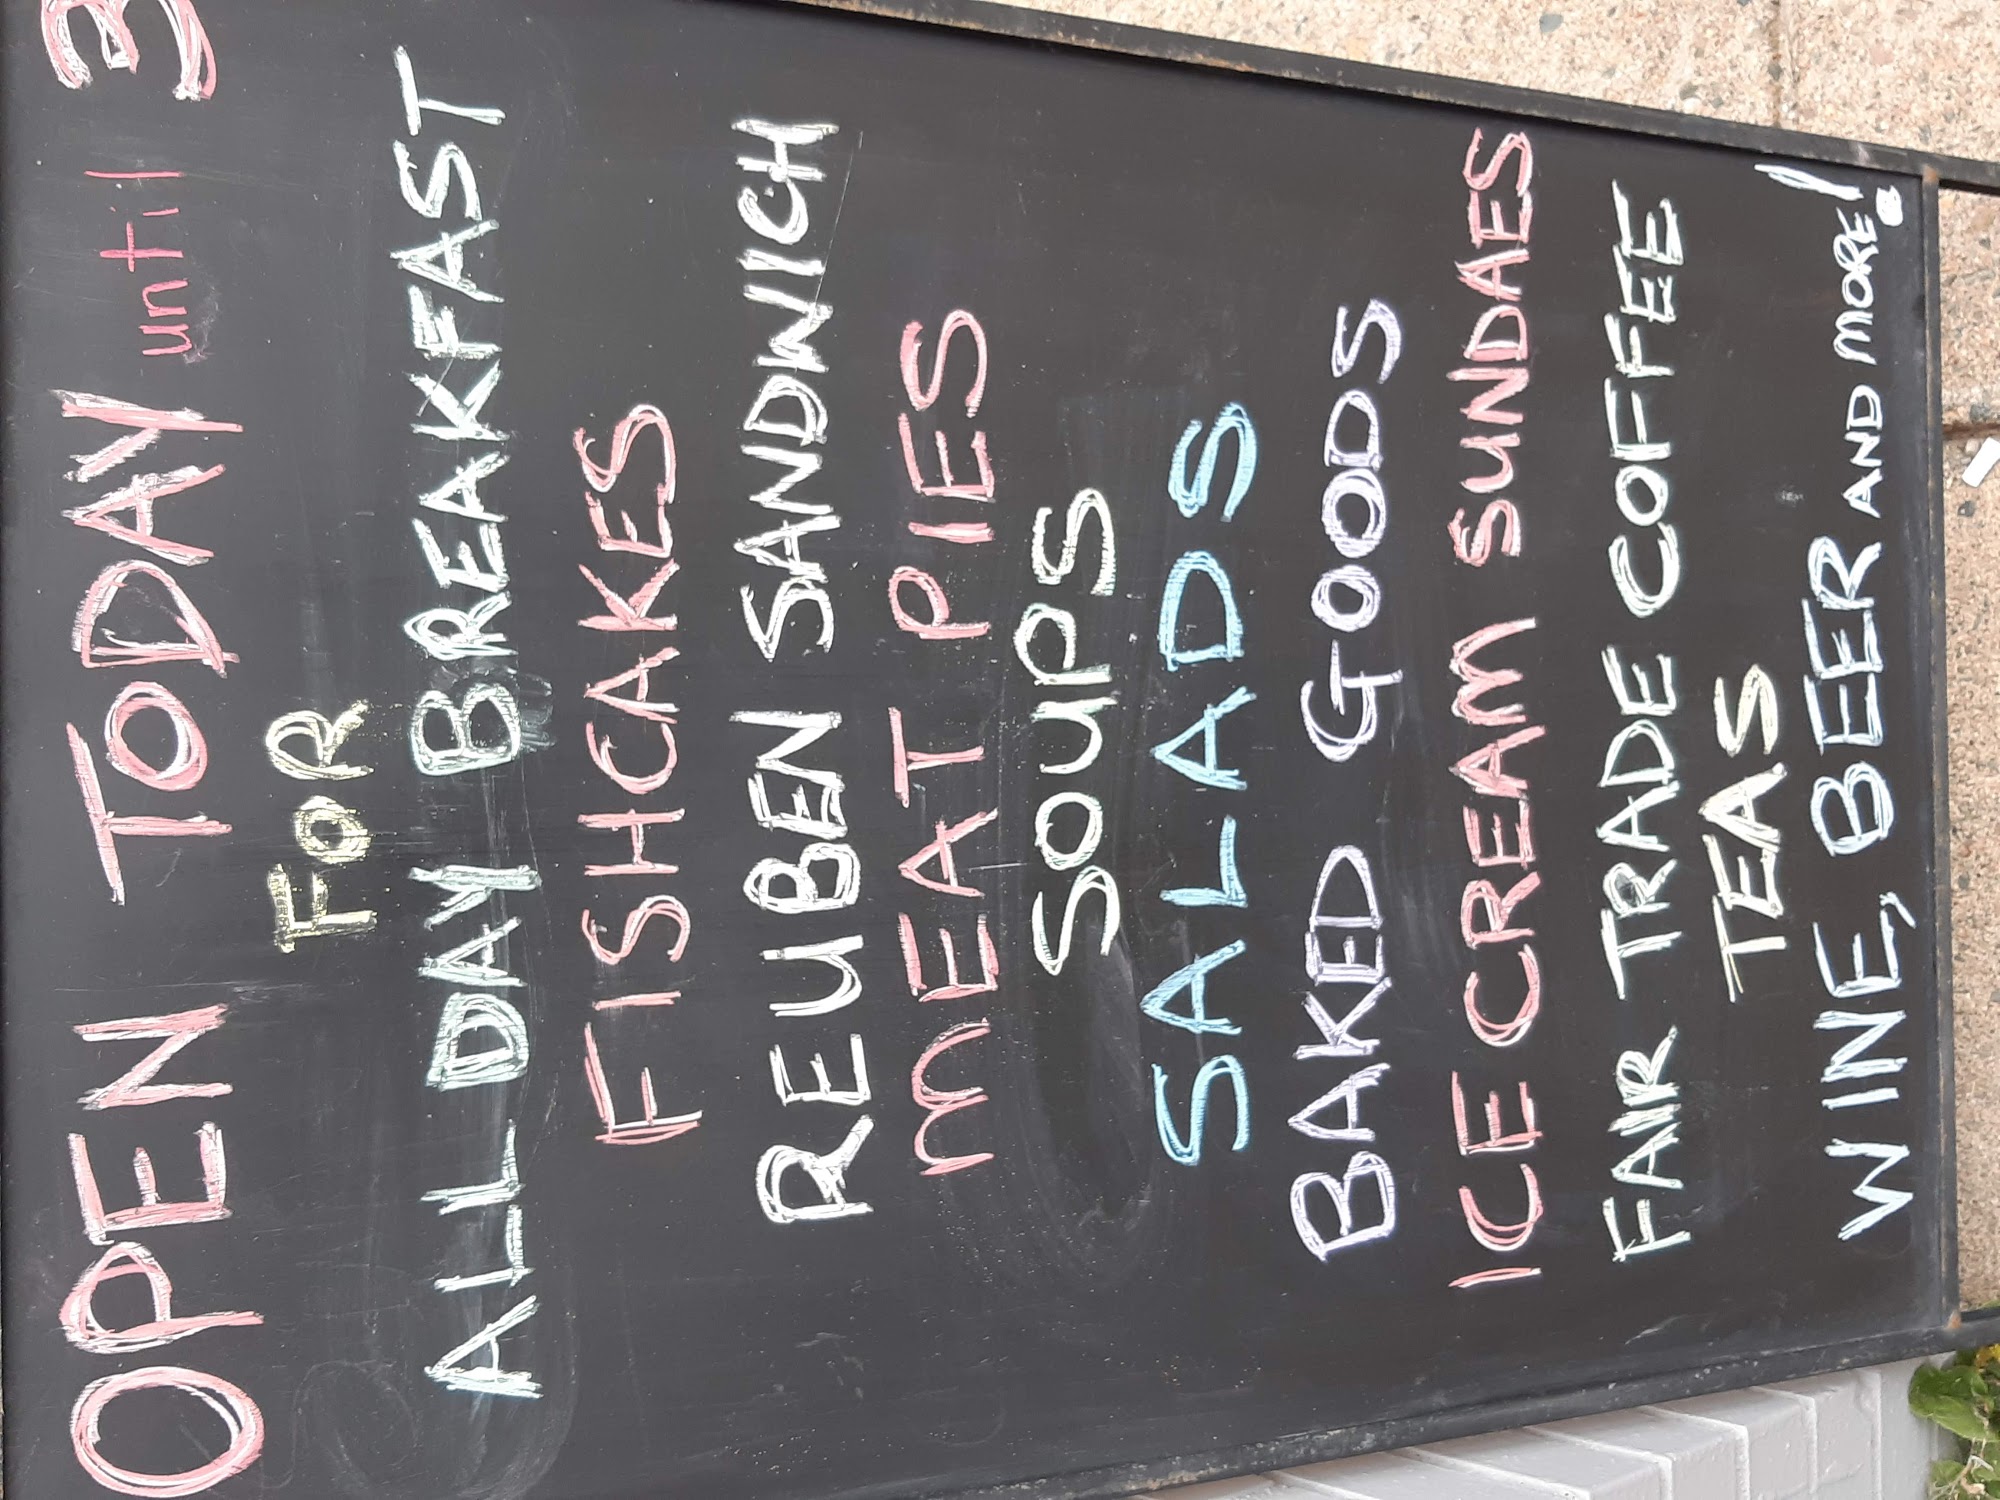 OPEN TODAY until 3
FOR
ALL DAY BREAKFAST
FISHCAKES
REUBEN SANDWICH
MEAT PIES
SOUPS
SALADS
BAKED GOODS
ICE CREAM SUNDAES
FAIR TRADE COFFEE
TEAS
WINE, BEER AND MORE!